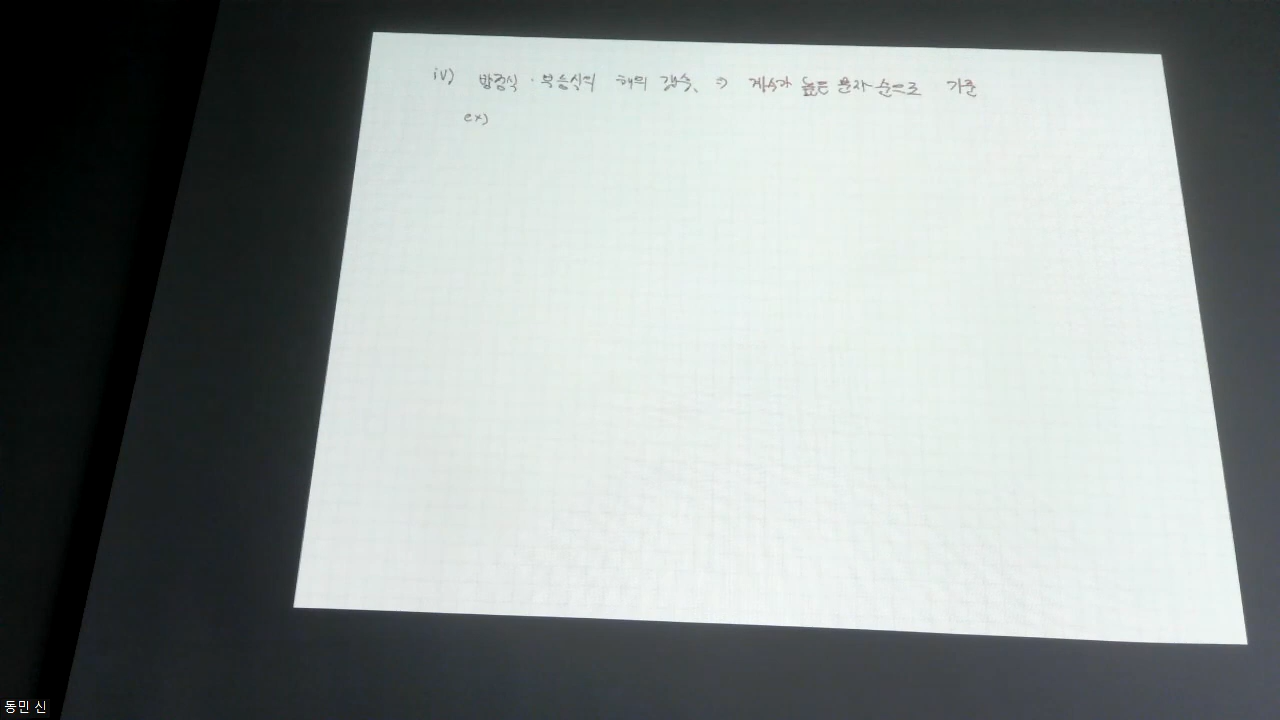 iv) 방정식·부등식의 해의 갯수, ⇒ 계수가 높은 문자 순으로 기준
ex)
동민 신